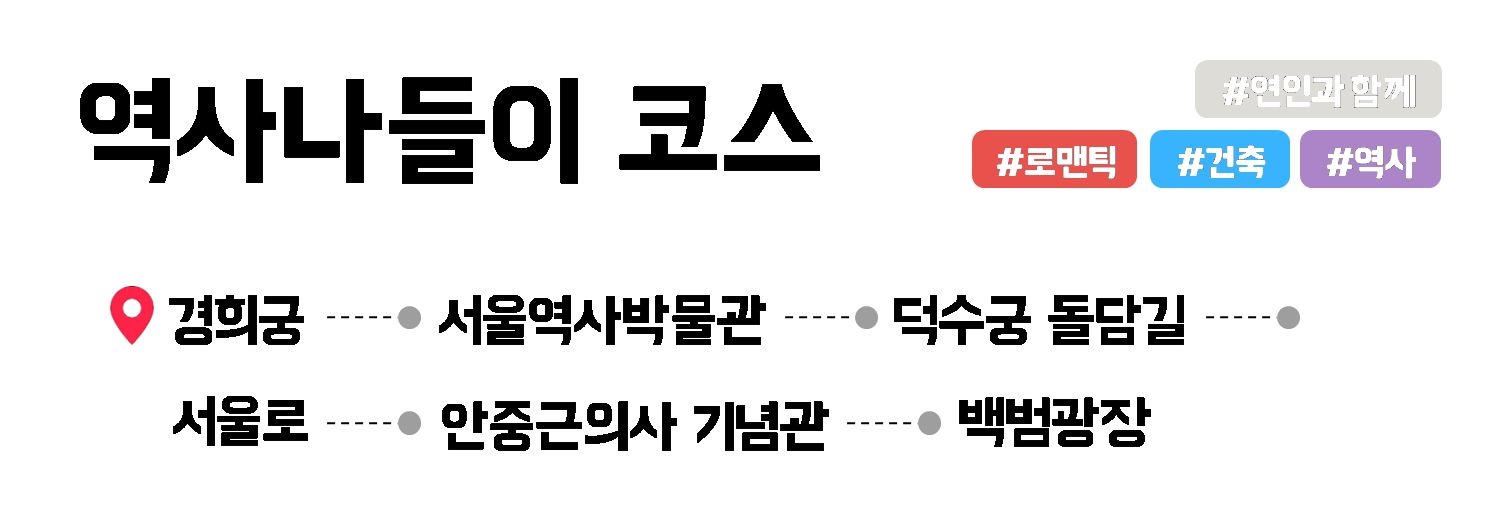 역사나들이 코스
#연인과 함께
#로맨틱 #건축 #역사
경희궁 서울역사박물관 덕수궁 돌담길
서울로 안중근의사 기념관 백범광장